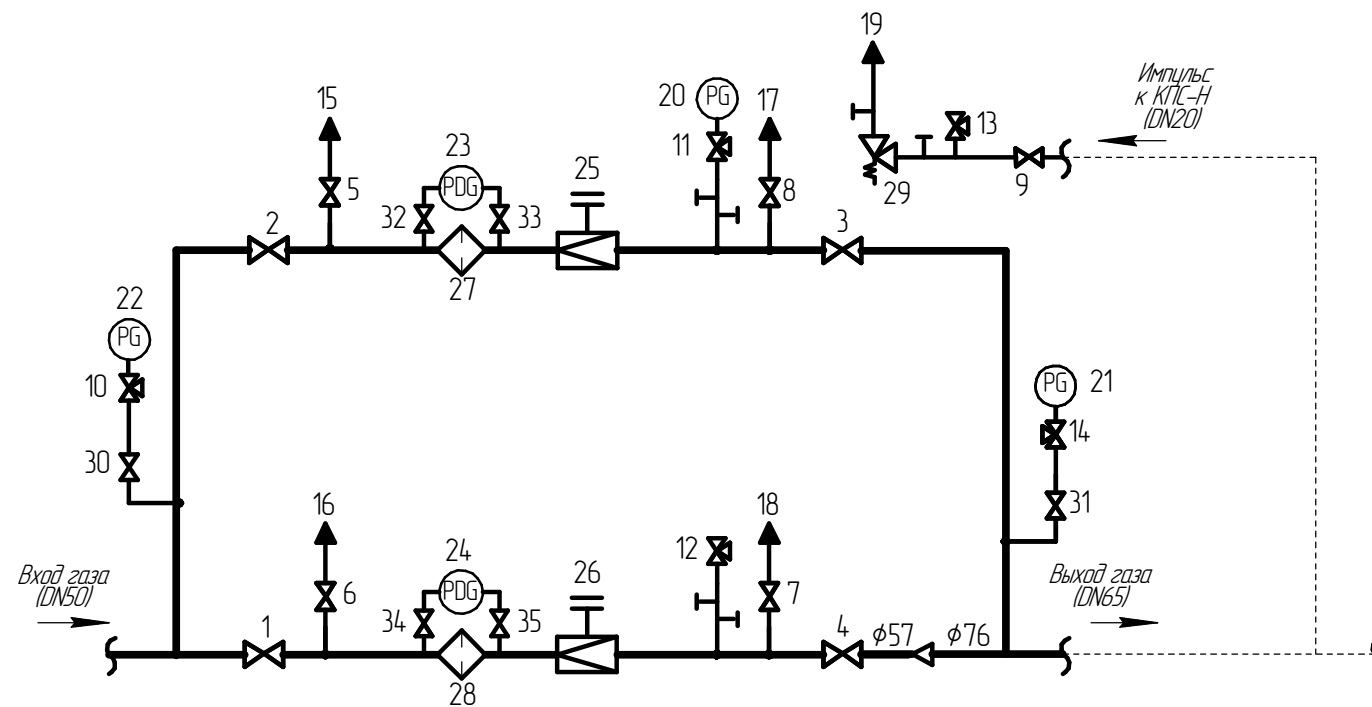 19
Импульс
к КПС-Н
(DN20)
15
20
PG
17
13
23
11
25
PDG
5
8
9
32
33
29
2
3
27
22
PG
PG
21
10
14
30
16
18
31
24
12
Вход газа
(DN50)
26
Выход газа
(DN65)
PDG
6
7
34
35
1
4
ϕ57
ϕ76
28